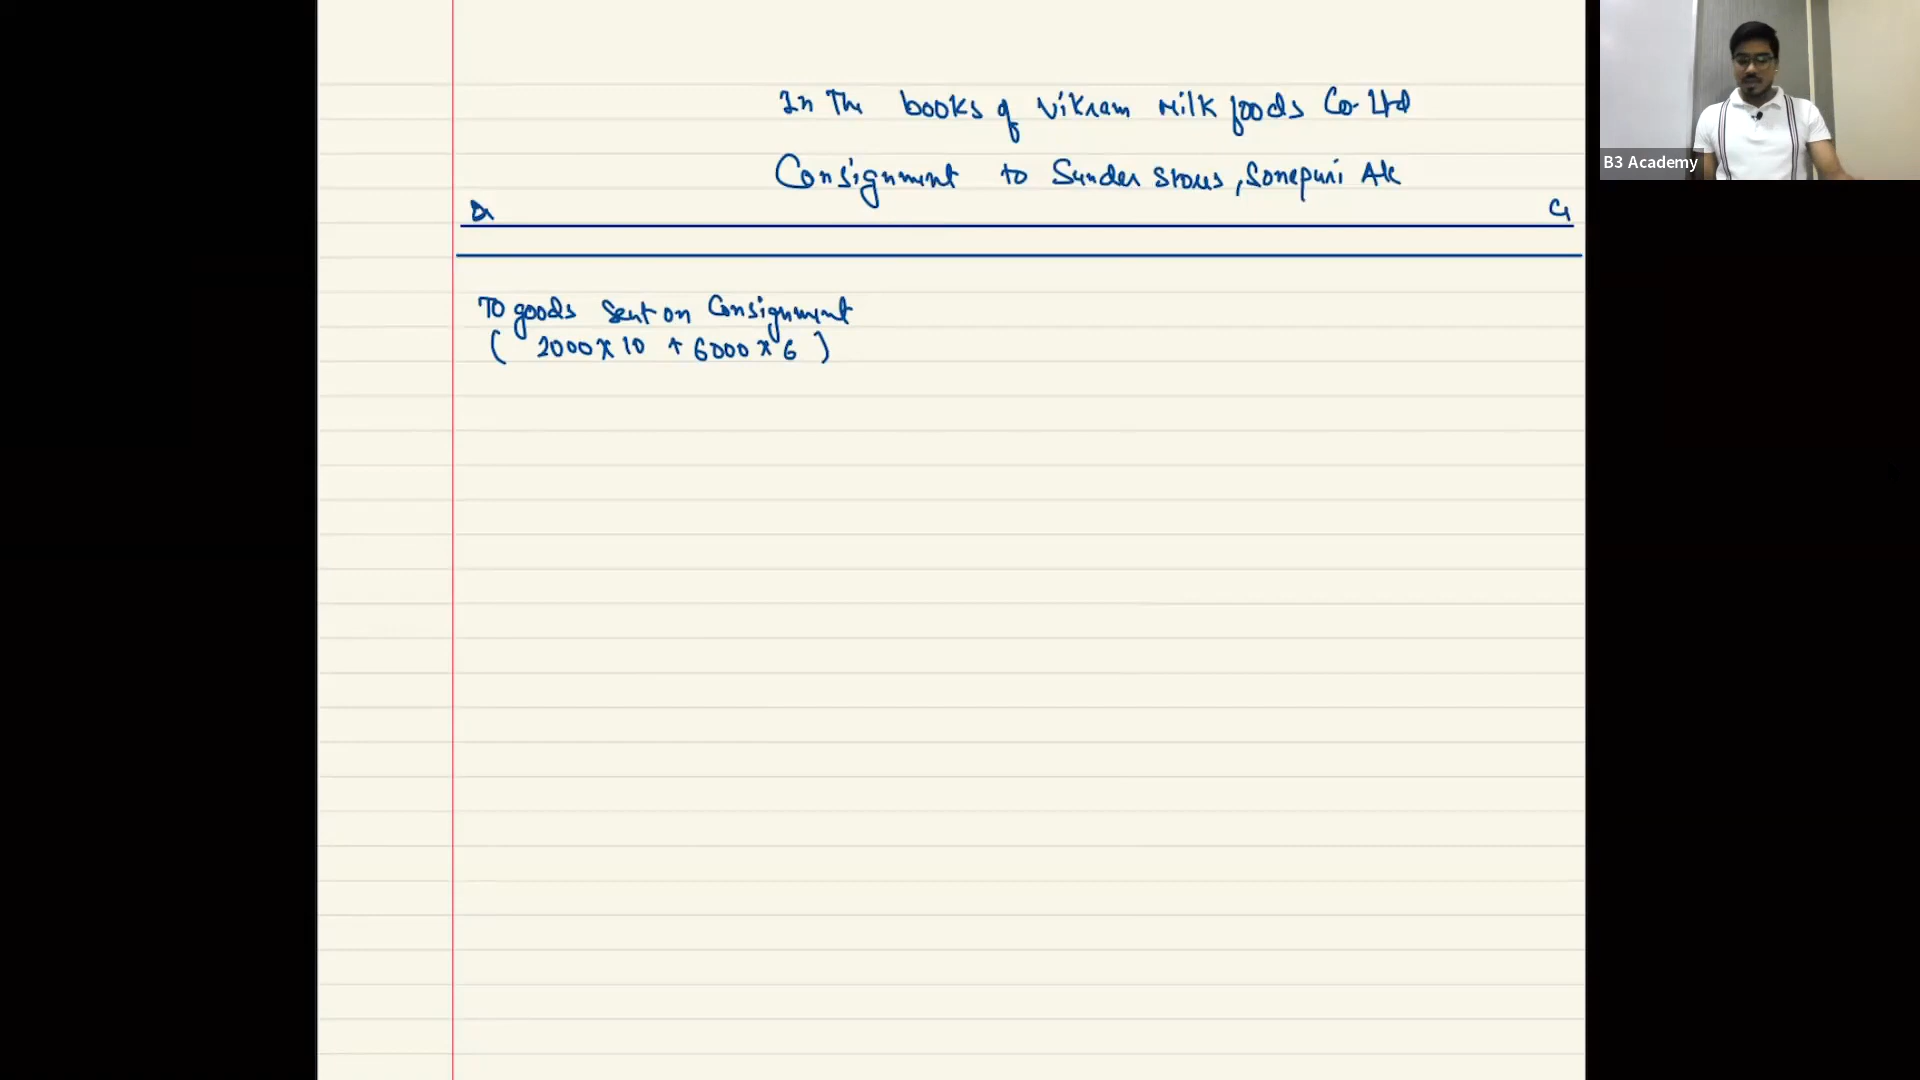 In The books of Vikram Milk foods Co. Ltd
Consignment to Sunder Stores, Sonepuri A/c
Dr Cr
To goods Sent on Consignment
( 2000 x 10 + 6000 x 6 )
B3 Academy